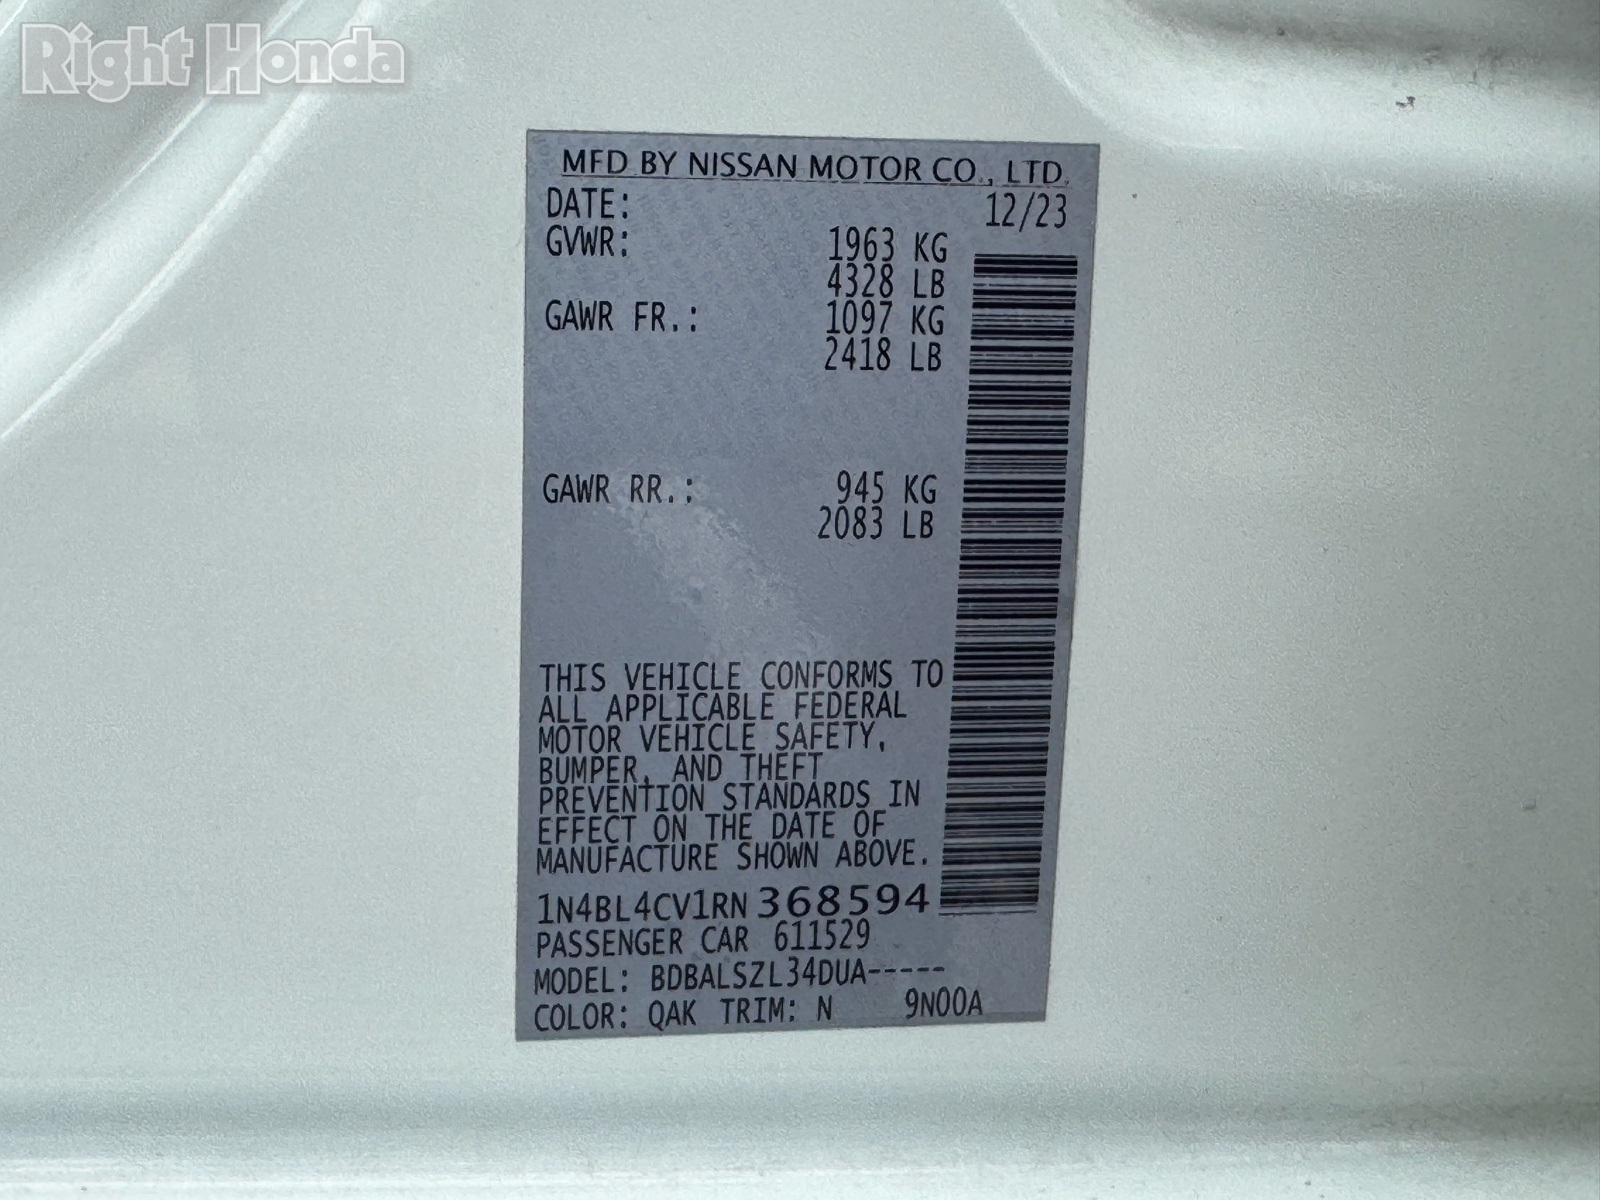 Right Honda
MFD BY NISSAN MOTOR CO., LTD.
DATE: 12/23
GVWR: 1963 KG
4328 LB
GAWR FR.: 1097 KG
2418 LB
GAWR RR.: 945 KG
2083 LB
THIS VEHICLE CONFORMS TO
ALL APPLICABLE FEDERAL
MOTOR VEHICLE SAFETY,
BUMPER, AND THEFT
PREVENTION STANDARDS IN
EFFECT ON THE DATE OF
MANUFACTURE SHOWN ABOVE.
1N4BL4CV1RN368594
PASSENGER CAR 611529
MODEL: BDBALSZL34DUA-----
COLOR: QAK TRIM: N 9N00A